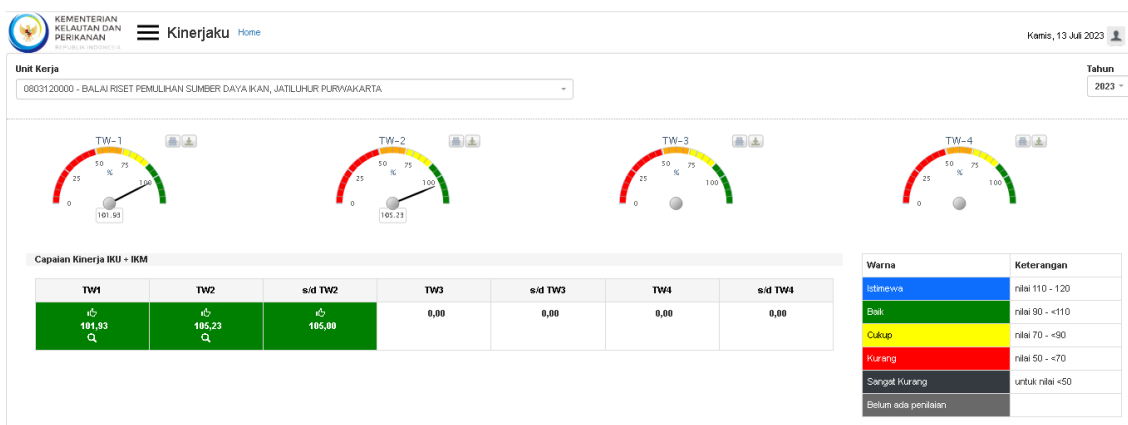 KEMENTERIAN
KELAUTAN DAN
PERIKANAN
REPUBLIK INDONESIA
Kinerjaku Home
Kamis, 13 Juli 2023
Unit Kerja
Tahun
0803120000 - BALAI RISET PEMULIHAN SUMBER DAYA IKAN, JATILUHUR PURWAKARTA
2023
TW-1
0
25
50
75
100
%
101.93
TW-2
0
25
50
75
100
%
105.23
TW-3
0
25
50
75
100
%
TW-4
0
25
50
75
100
%
Capaian Kinerja IKU + IKM
TW1 TW2 s/d TW2 TW3 s/d TW3 TW4 s/d TW4
101,93 105,23 105,00 0,00 0,00 0,00 0,00
Warna Keterangan
Istimewa nilai 110 - 120
Baik nilai 90 - <110
Cukup nilai 70 - <90
Kurang nilai 50 - <70
Sangat Kurang untuk nilai <50
Belum ada penilaian